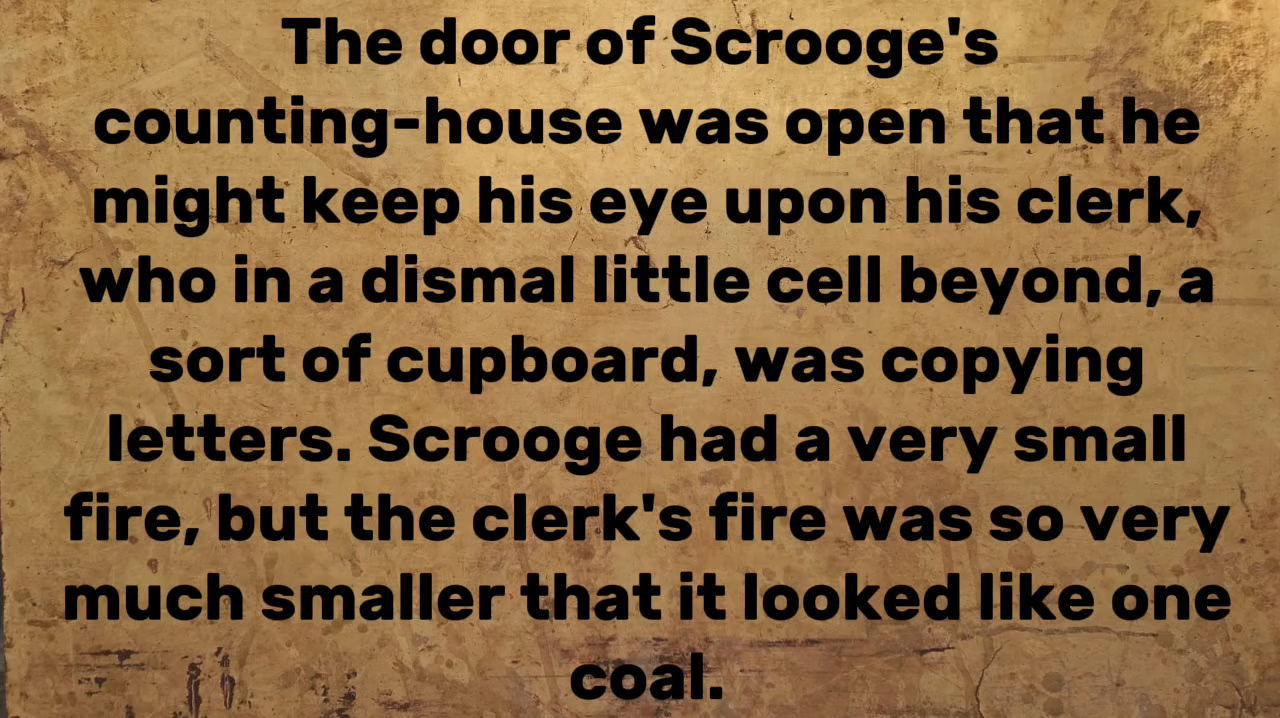 The door of Scrooge's
counting-house was open that he
might keep his eye upon his clerk,
who in a dismal little cell beyond, a
sort of cupboard, was copying
letters. Scrooge had a very small
fire, but the clerk's fire was so very
much smaller that it looked like one
coal.